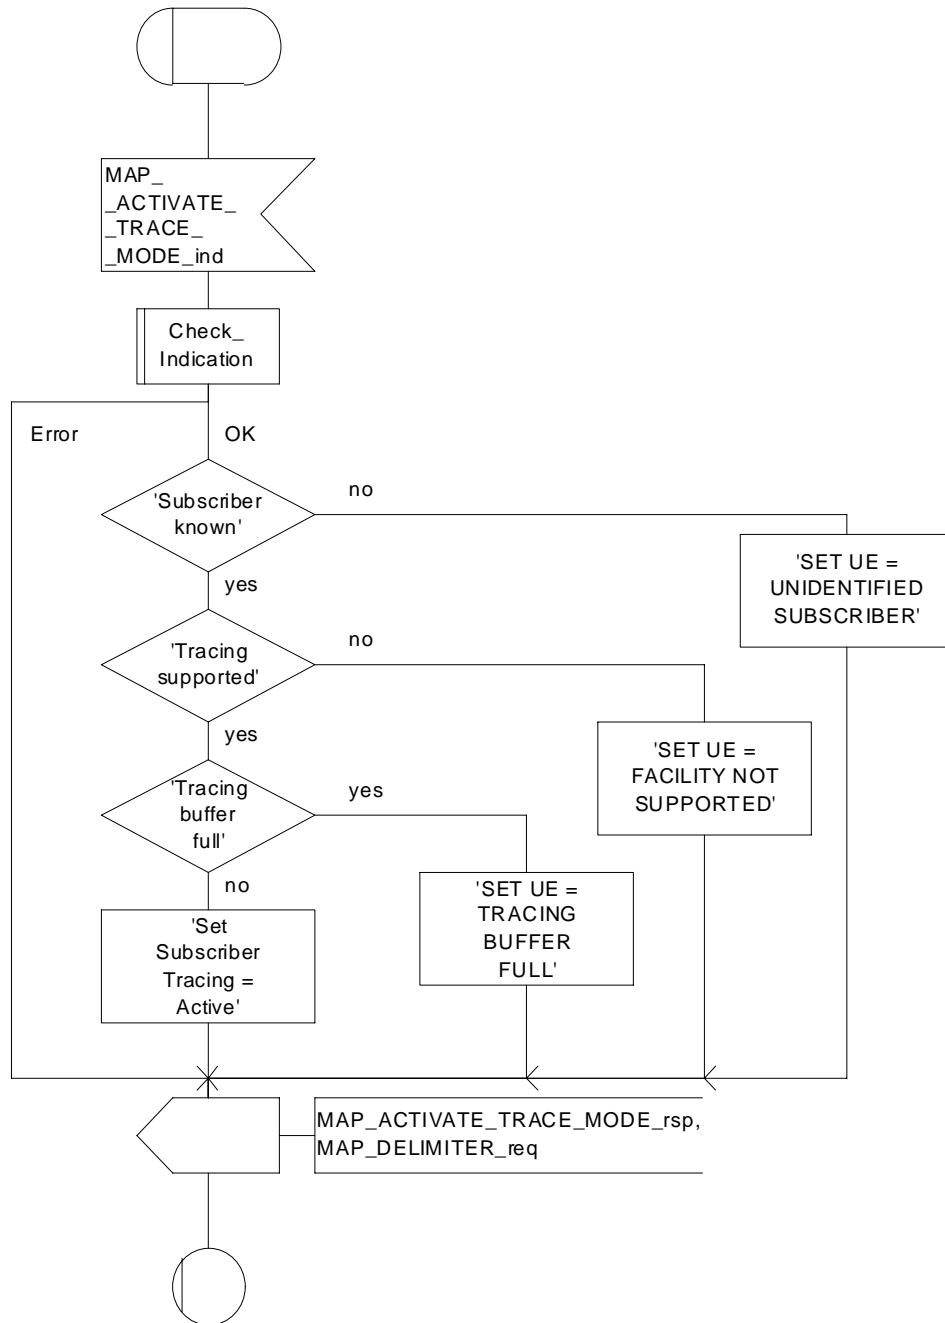 MAP_
_ACTIVATE_
_TRACE_
_MODE_ind
Check_
Indication
Error
OK
'Subscriber
known'
no
'SET UE =
UNIDENTIFIED
SUBSCRIBER'
yes
'Tracing
supported'
no
'SET UE =
FACILITY NOT
SUPPORTED'
yes
'Tracing
buffer
full'
yes
'SET UE =
TRACING
BUFFER
FULL'
no
'Set
Subscriber
Tracing =
Active'
MAP_ACTIVATE_TRACE_MODE_rsp,
MAP_DELIMITER_req